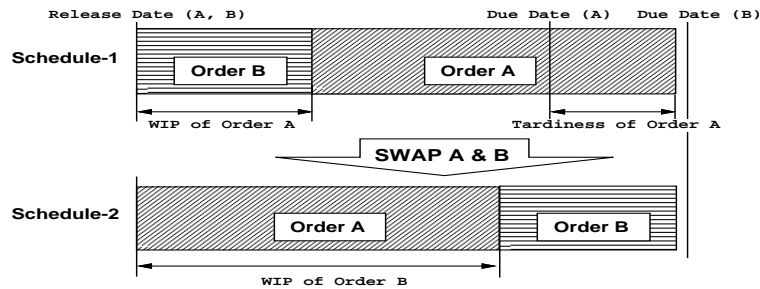 Release Date (A, B) Due Date (A) Due Date (B)
Schedule-1
Order B Order A
WIP of Order A Tardiness of Order A
SWAP A & B
Schedule-2
Order A Order B
WIP of Order B